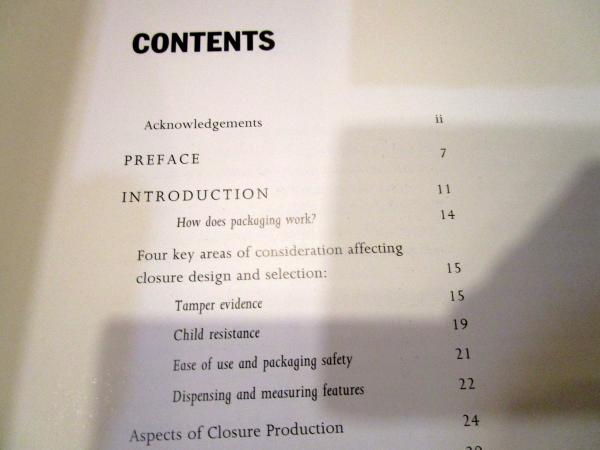 CONTENTS
Acknowledgements ii
PREFACE 7
INTRODUCTION 11
How does packaging work? 14
Four key areas of consideration affecting
closure design and selection: 15
Tamper evidence 15
Child resistance 19
Ease of use and packaging safety 21
Dispensing and measuring features 22
Aspects of Closure Production 24